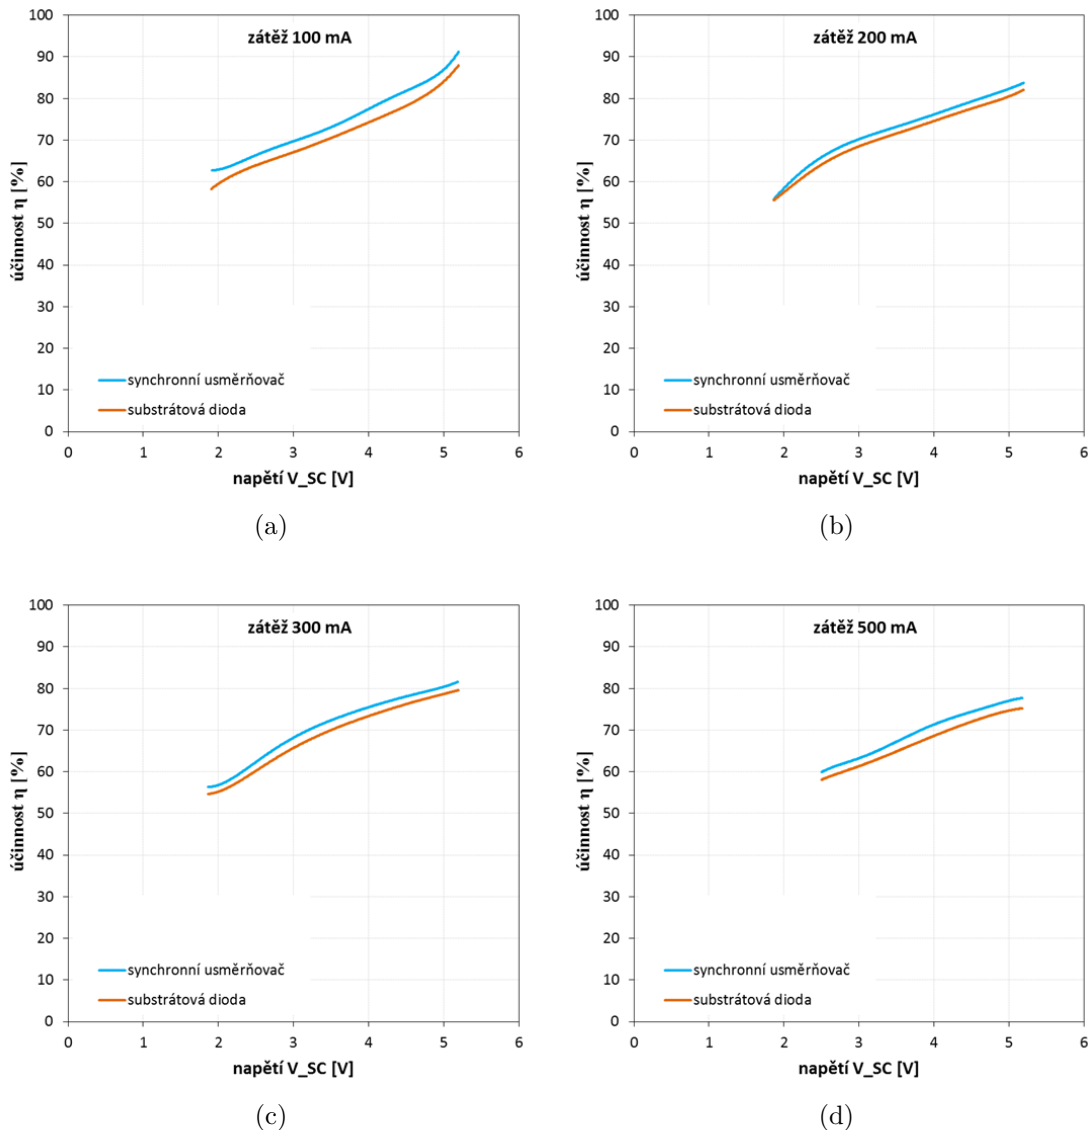 zátěž 100 mA
účinnost η [%]
100
90
80
70
60
50
40
30
20
10
0
synchronní usměrňovač
substrátová dioda
0 1 2 3 4 5 6
napětí V_SC [V]
(a)
zátěž 200 mA
účinnost η [%]
100
90
80
70
60
50
40
30
20
10
0
synchronní usměrňovač
substrátová dioda
0 1 2 3 4 5 6
napětí V_SC [V]
(b)
zátěž 300 mA
účinnost η [%]
100
90
80
70
60
50
40
30
20
10
0
synchronní usměrňovač
substrátová dioda
0 1 2 3 4 5 6
napětí V_SC [V]
(c)
zátěž 500 mA
účinnost η [%]
100
90
80
70
60
50
40
30
20
10
0
synchronní usměrňovač
substrátová dioda
0 1 2 3 4 5 6
napětí V_SC [V]
(d)